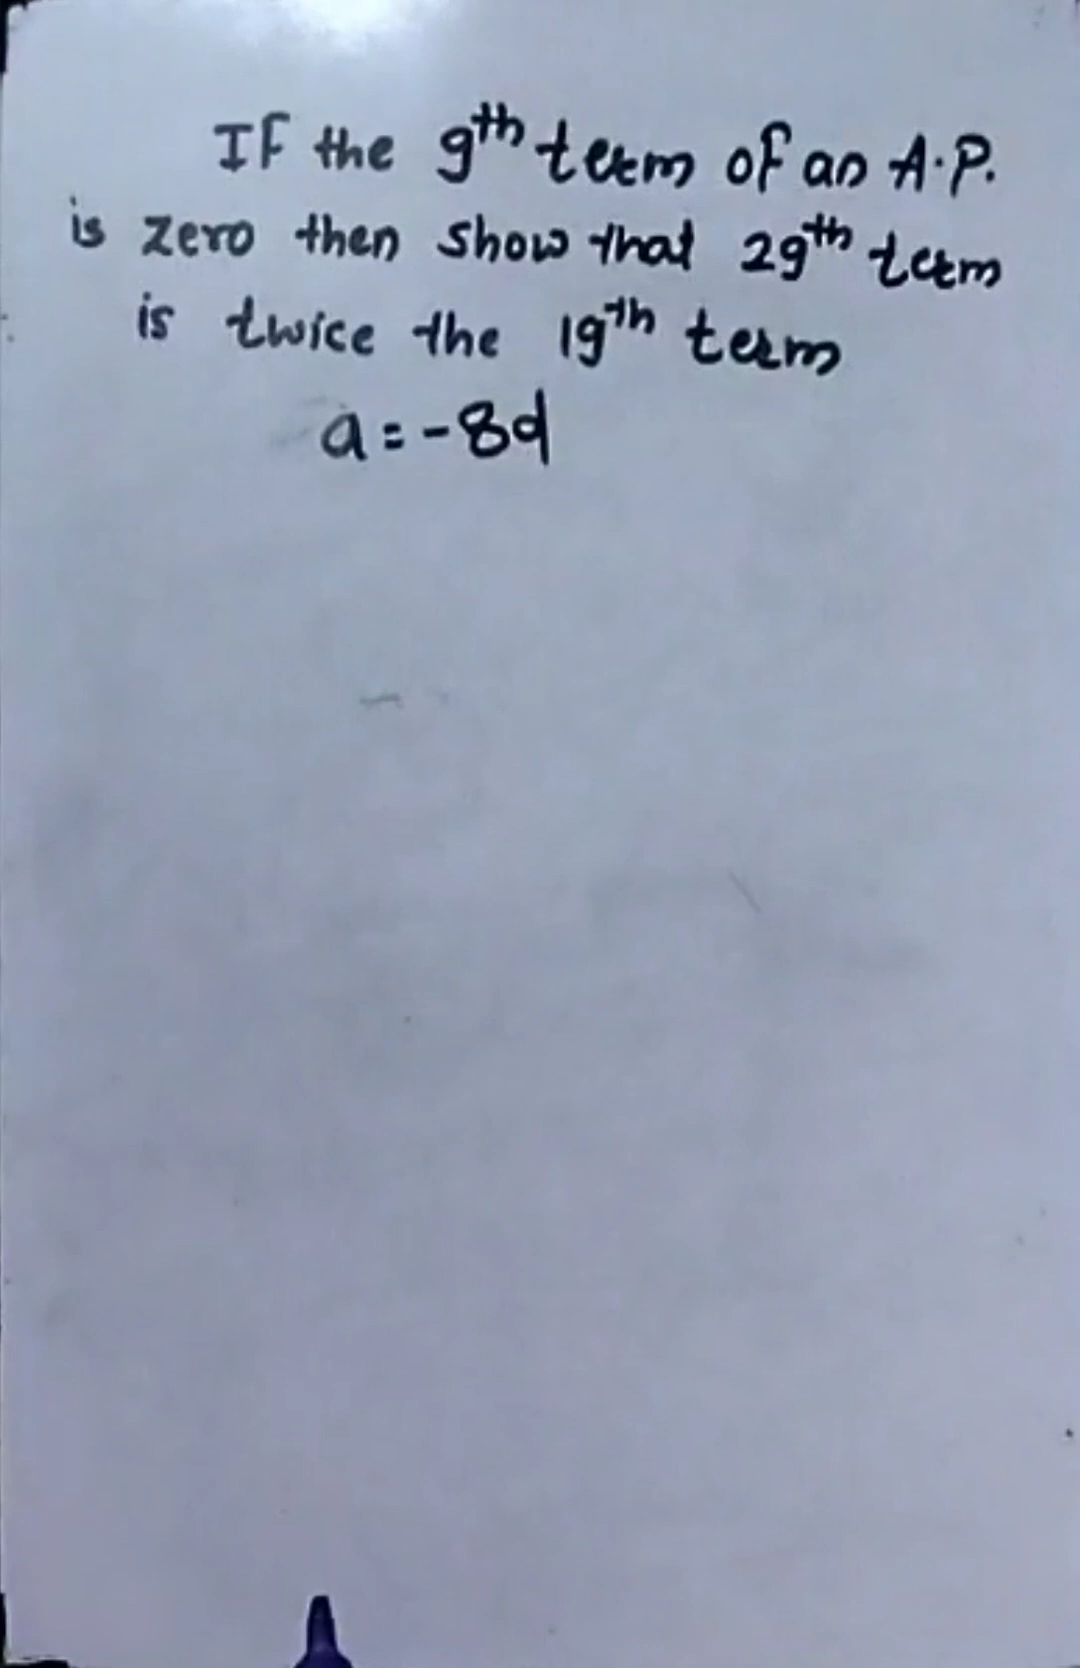 If the 9th term of an A.P.
is zero then show that 29th term
is twice the 19th term
a = -8d